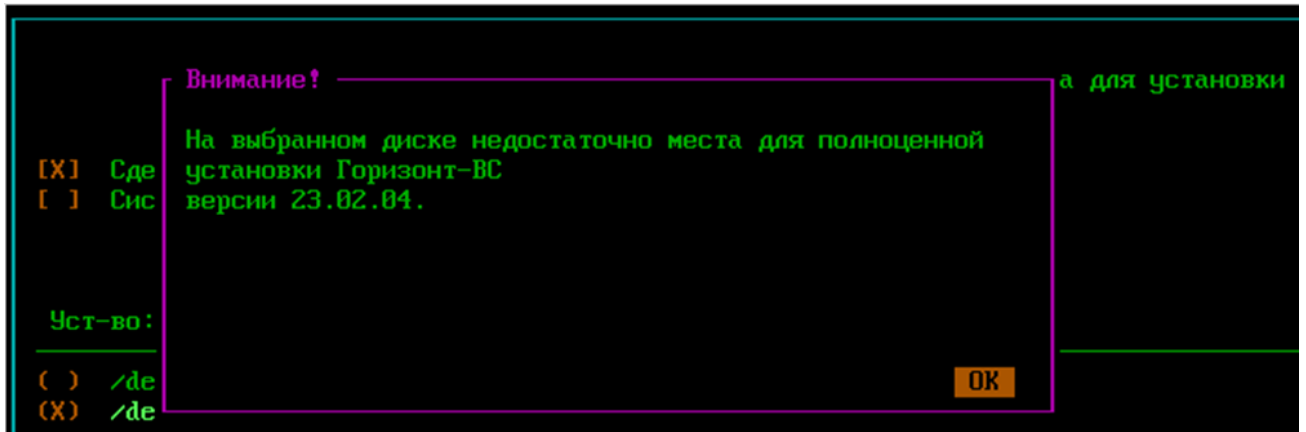 Внимание!
а для установки
На выбранном диске недостаточно места для полноценной
[X] Сде установки Горизонт-ВС
[ ] Сис версии 23.02.04.
Уст-во:
( ) /de
OK
(X) /de